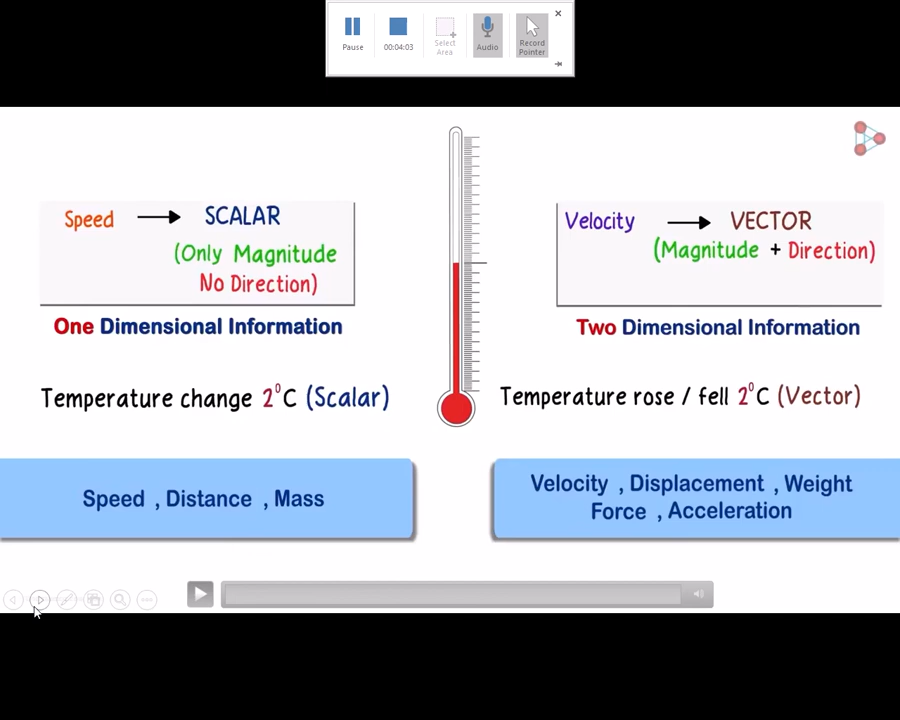 Pause
00:04:03
Select
Area
Audio
Record
Pointer
Speed → SCALAR
(Only Magnitude
No Direction)
One Dimensional Information
Temperature change 2⁰C (Scalar)
Speed , Distance , Mass
Velocity → VECTOR
(Magnitude + Direction)
Two Dimensional Information
Temperature rose / fell 2⁰C (Vector)
Velocity , Displacement , Weight
Force , Acceleration